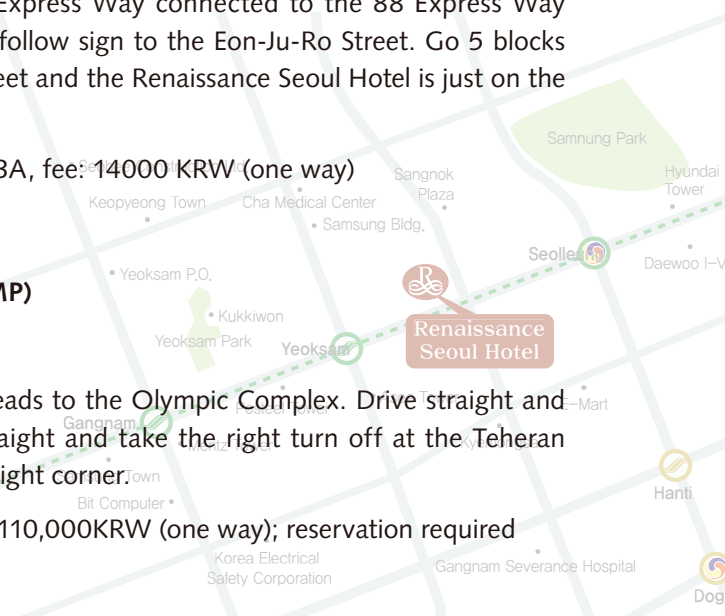 Express Way connected to the 88 Express Way
follow sign to the Eon-Ju-Ro Street. Go 5 blocks
eet and the Renaissance Seoul Hotel is just on the
Samnung Park
3A, fee: 14000 KRW (one way)
Sangnok
Plaza
Hyundai
Tower
Keopyeong Town
Cha Medical Center
Samsung Bldg.
Seolleung
Daewoo I-V
Yeoksam P.O.
MP)
Kukkiwon
Yeoksam Park
Yeoksam
Renaissance
Seoul Hotel
eads to the Olympic Complex. Drive straight and
E-Mart
Gangnam
aight and take the right turn off at the Teheran
ight corner.
Town
Hanti
Bit Computer
110,000KRW (one way); reservation required
Korea Electrical
Safety Corporation
Gangnam Severance Hospital
Dog